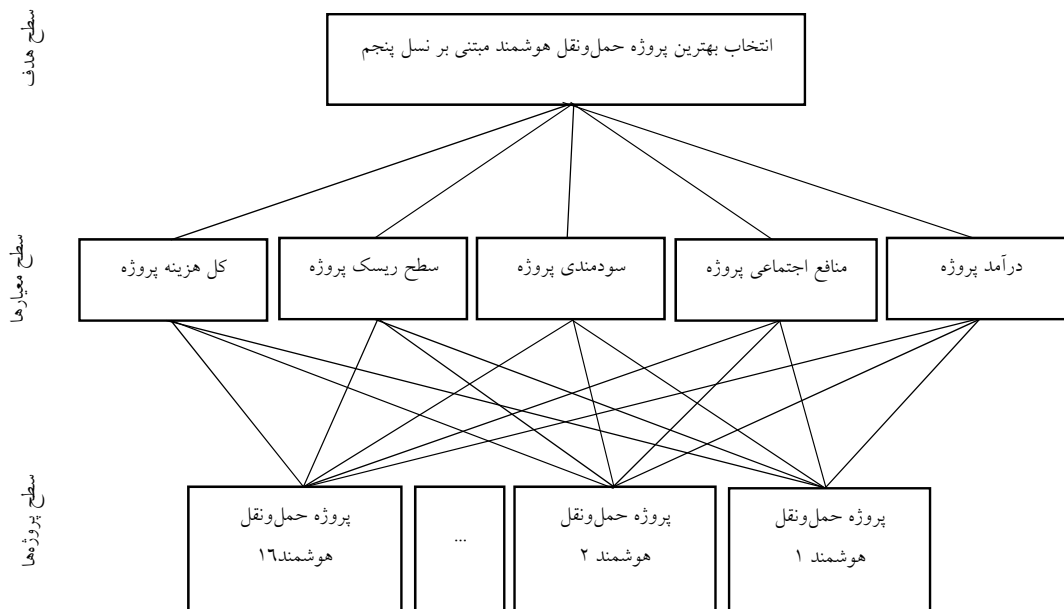 سطح هدف
انتخاب بهترین پروژه حمل‌ونقل هوشمند مبتنی بر نسل پنجم
سطح معیارها
درآمد پروژه
منافع اجتماعی پروژه
سودمندی پروژه
سطح ریسک پروژه
کل هزینه پروژه
سطح پروژه‌ها
پروژه حمل‌ونقل
هوشمند ۱
پروژه حمل‌ونقل
هوشمند ۲
...
پروژه حمل‌ونقل
هوشمند۱٦